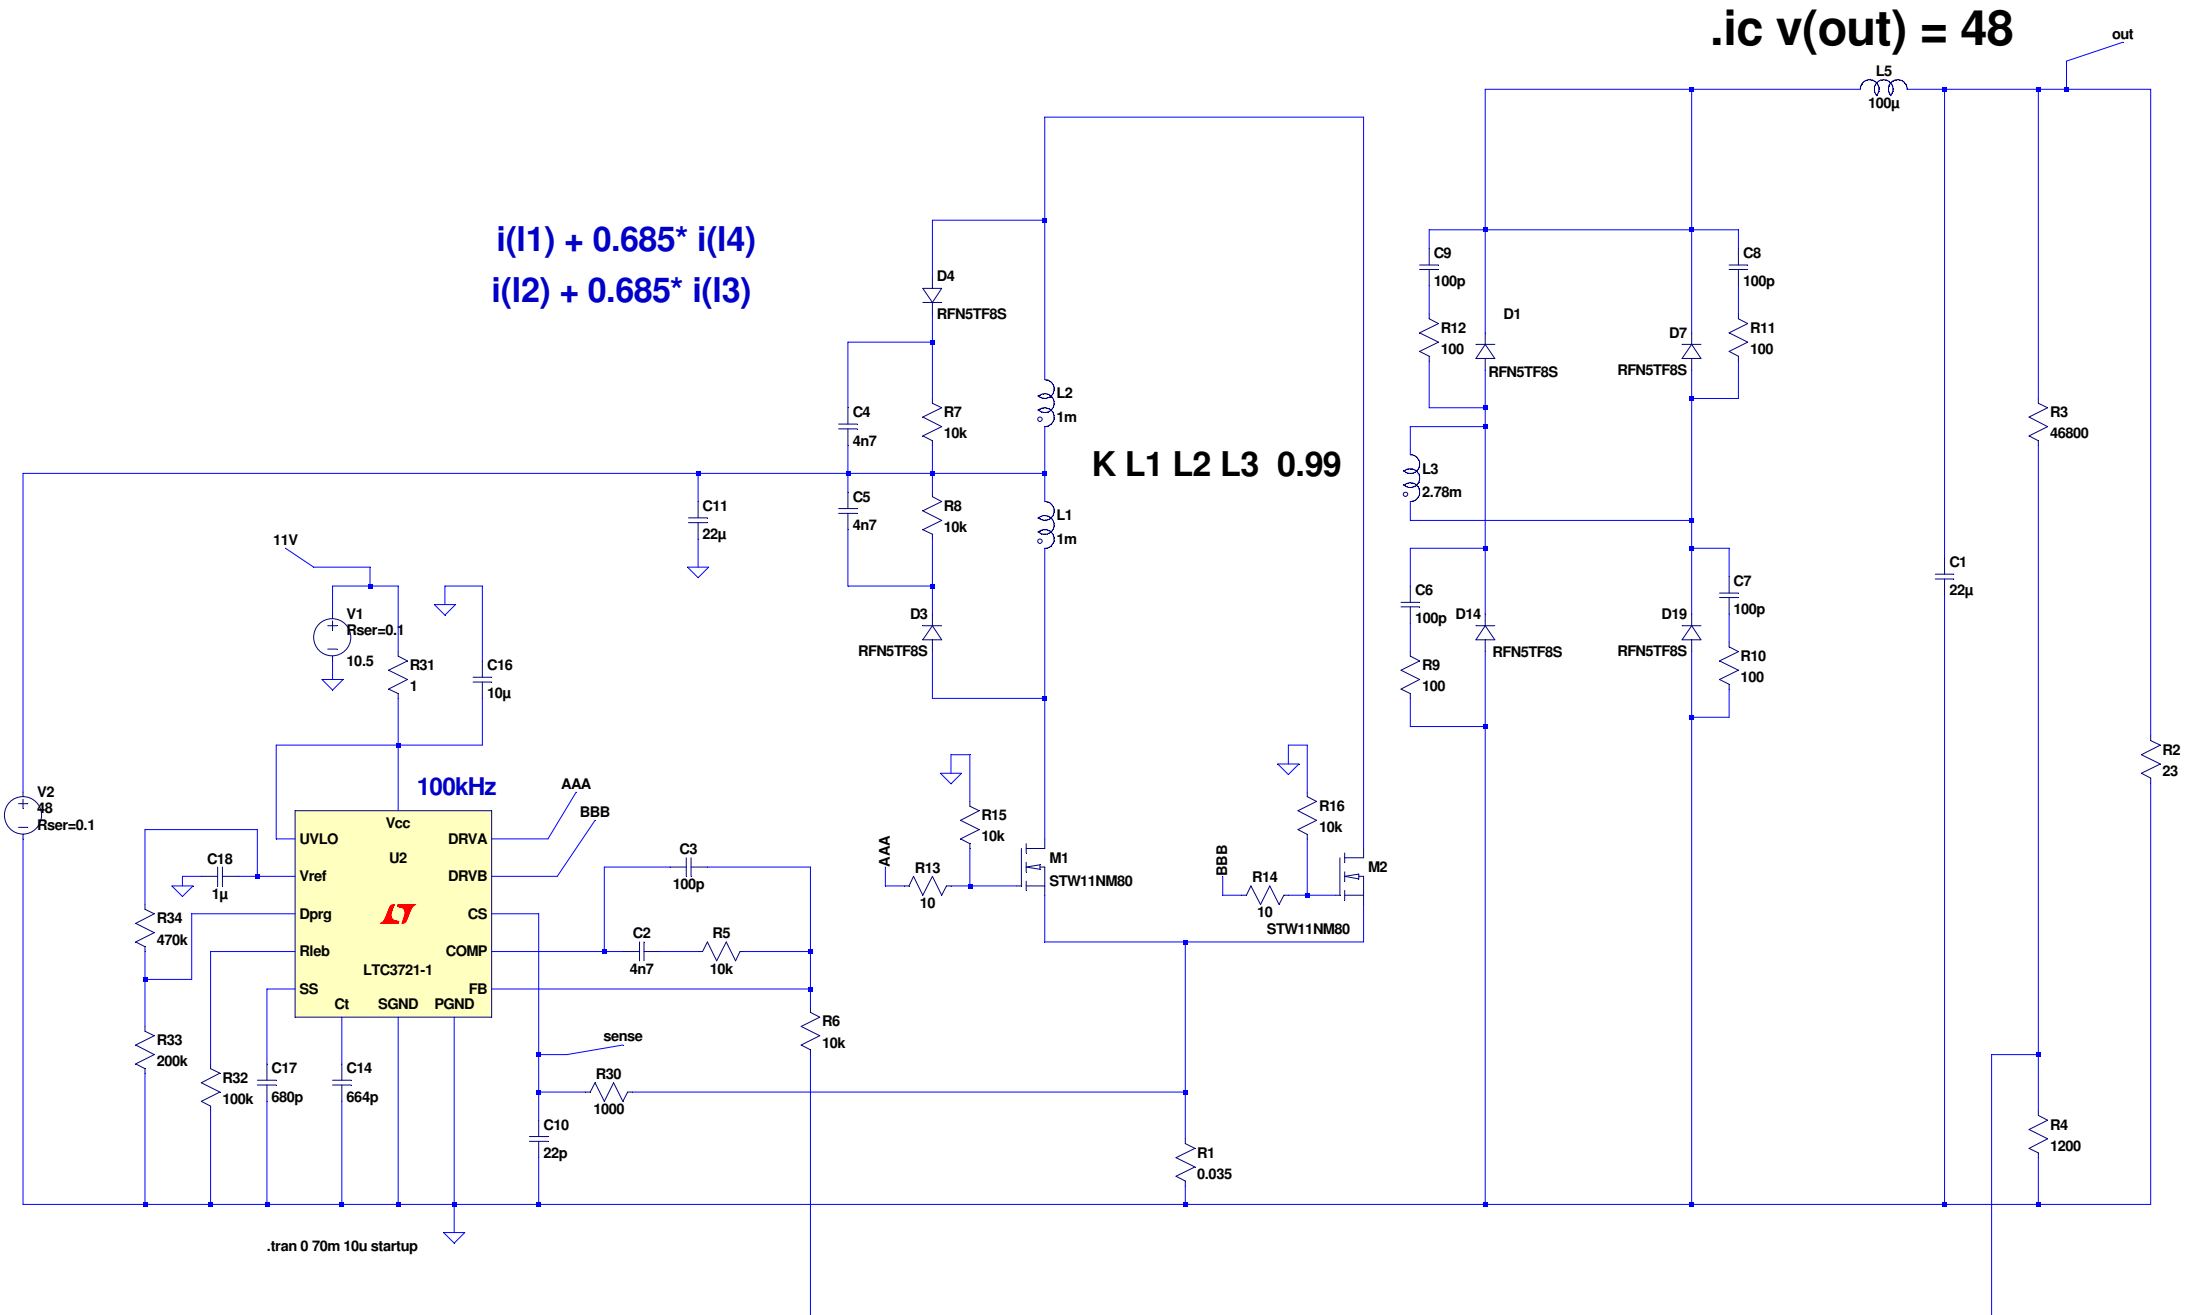 .ic v(out) = 48
out
L5
100µ
i(l1) + 0.685* i(l4)
i(l2) + 0.685* i(l3)
D4
RFN5TF8S
C9
100p
C8
100p
R12
100
D1
RFN5TF8S
D7
RFN5TF8S
R11
100
L2
1m
C4
4n7
R7
10k
R3
46800
K L1 L2 L3 0.99
L3
2.78m
C11
22µ
C5
4n7
R8
10k
L1
1m
11V
V1
Rser=0.1
10.5
R31
1
C16
10µ
D3
RFN5TF8S
C6
100p
D14
RFN5TF8S
R9
100
D19
RFN5TF8S
C7
100p
R10
100
C1
22µ
R2
23
V2
48
Rser=0.1
100kHz
AAA
BBB
Vcc
UVLO
DRVA
U2
Vref
DRVB
Dprg
CS
Rleb
COMP
LTC3721-1
SS
FB
Ct
SGND
PGND
C18
1µ
R34
470k
R33
200k
R32
100k
C17
680p
C14
664p
C3
100p
C2
4n7
R5
10k
R6
10k
sense
R30
1000
C10
22p
AAA
R13
10
R15
10k
M1
STW11NM80
BBB
R14
10
R16
10k
M2
STW11NM80
R1
0.035
R4
1200
.tran 0 70m 10u startup